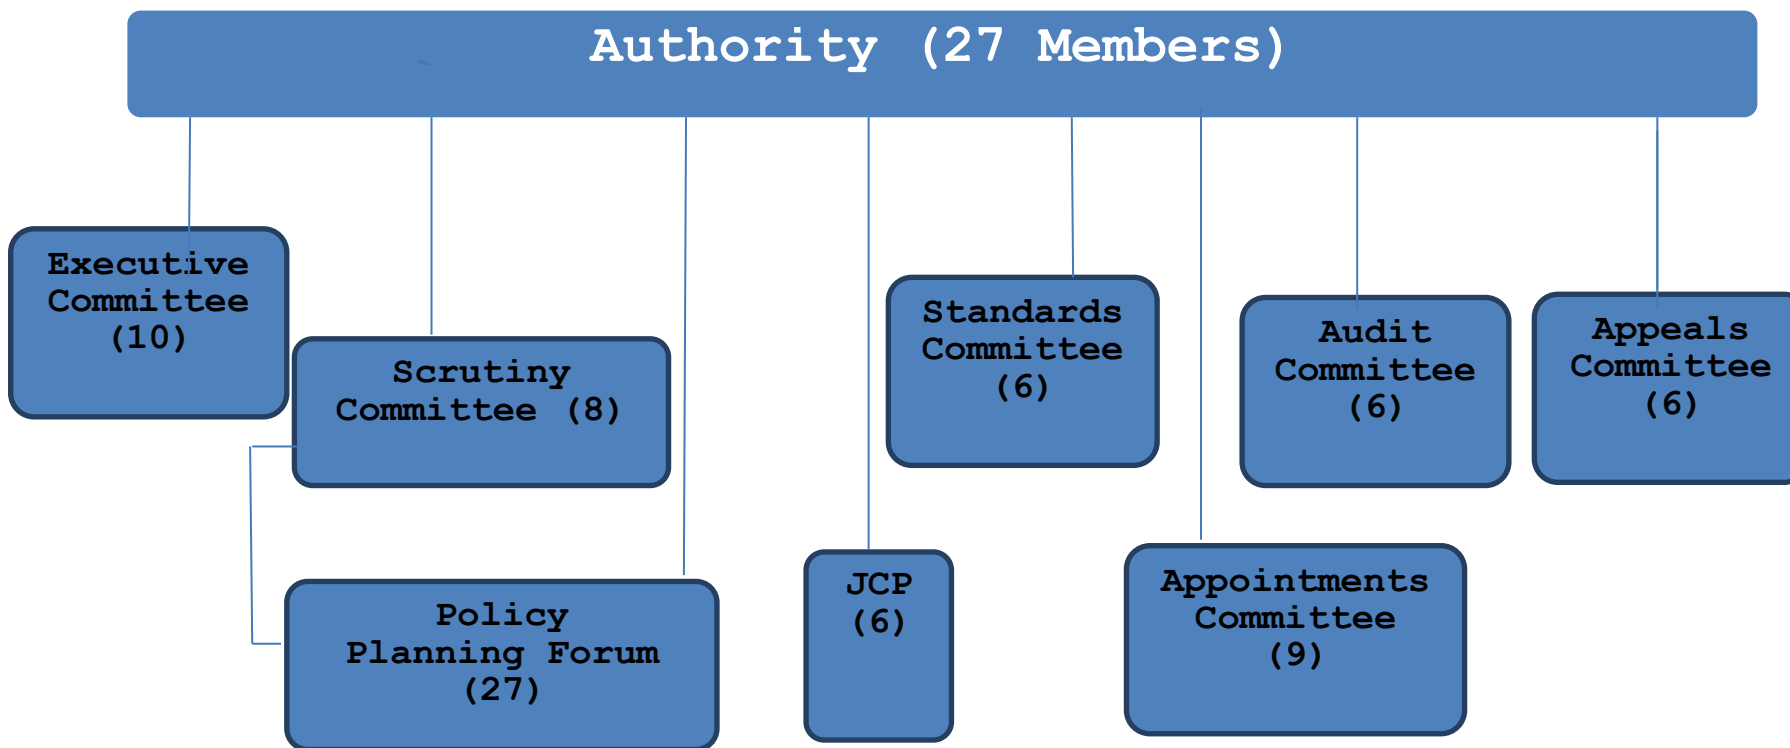 Authority (27 Members)
Executive
Committee
(10)
Scrutiny
Committee (8)
Policy
Planning Forum
(27)
JCP
(6)
Standards
Committee
(6)
Appointments
Committee
(9)
Audit
Committee
(6)
Appeals
Committee
(6)